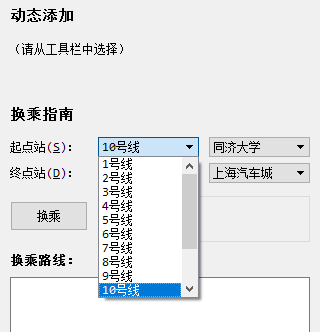 动态添加
（请从工具栏中选择）
换乘指南
起点站(S): 10号线 同济大学
1号线
终点站(D): 上海汽车城
2号线
3号线
4号线
5号线
换乘
6号线
7号线
8号线
9号线
换乘路线：
10号线